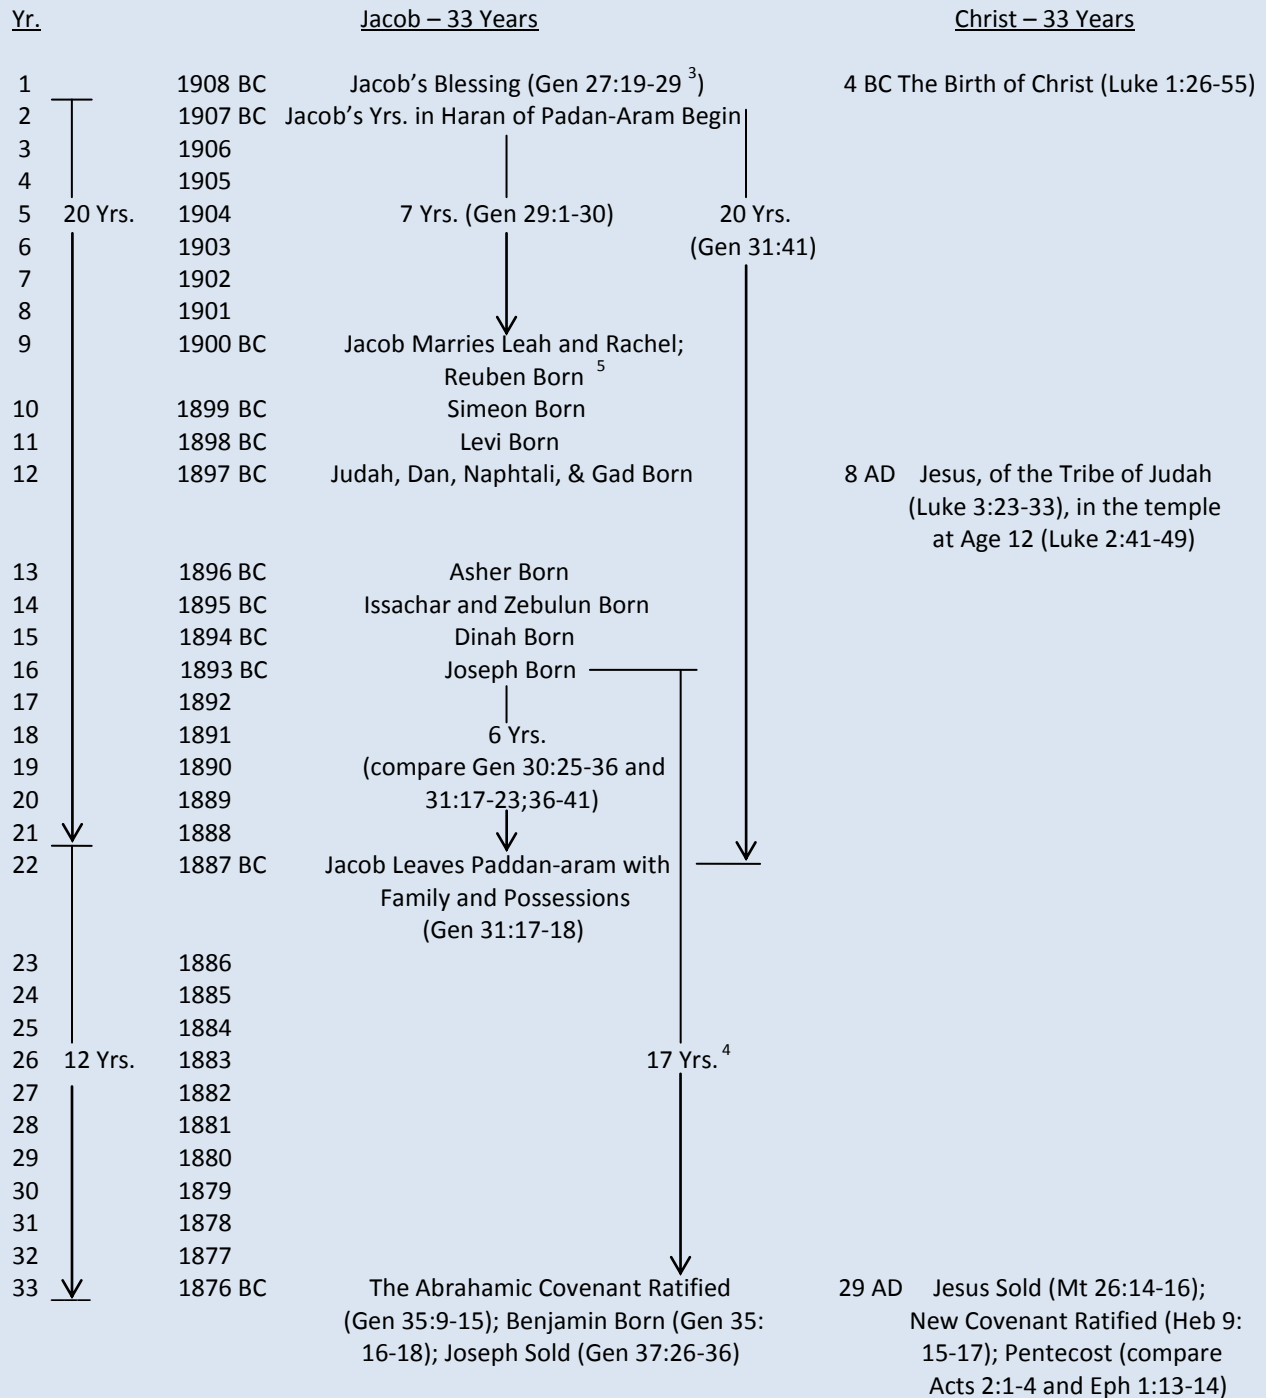 Yr. Jacob – 33 Years Christ – 33 Years
1 1908 BC Jacob's Blessing (Gen 27:19-29 3) 4 BC The Birth of Christ (Luke 1:26-55)
2 1907 BC Jacob's Yrs. in Haran of Padan-Aram Begin
3 1906
4 1905
5 20 Yrs. 1904 7 Yrs. (Gen 29:1-30) 20 Yrs.
6 1903 (Gen 31:41)
7 1902
8 1901
9 1900 BC Jacob Marries Leah and Rachel;
Reuben Born 5
10 1899 BC Simeon Born
11 1898 BC Levi Born
12 1897 BC Judah, Dan, Naphtali, & Gad Born 8 AD Jesus, of the Tribe of Judah
(Luke 3:23-33), in the temple
at Age 12 (Luke 2:41-49)
13 1896 BC Asher Born
14 1895 BC Issachar and Zebulun Born
15 1894 BC Dinah Born
16 1893 BC Joseph Born
17 1892
18 1891 6 Yrs.
19 1890 (compare Gen 30:25-36 and
20 1889 31:17-23;36-41)
21 1888
22 1887 BC Jacob Leaves Paddan-aram with
Family and Possessions
(Gen 31:17-18)
23 1886
24 1885
25 1884
26 12 Yrs. 1883 17 Yrs. 4
27 1882
28 1881
29 1880
30 1879
31 1878
32 1877
33 1876 BC The Abrahamic Covenant Ratified 29 AD Jesus Sold (Mt 26:14-16);
(Gen 35:9-15); Benjamin Born (Gen 35: New Covenant Ratified (Heb 9:
16-18); Joseph Sold (Gen 37:26-36) 15-17); Pentecost (compare
Acts 2:1-4 and Eph 1:13-14)